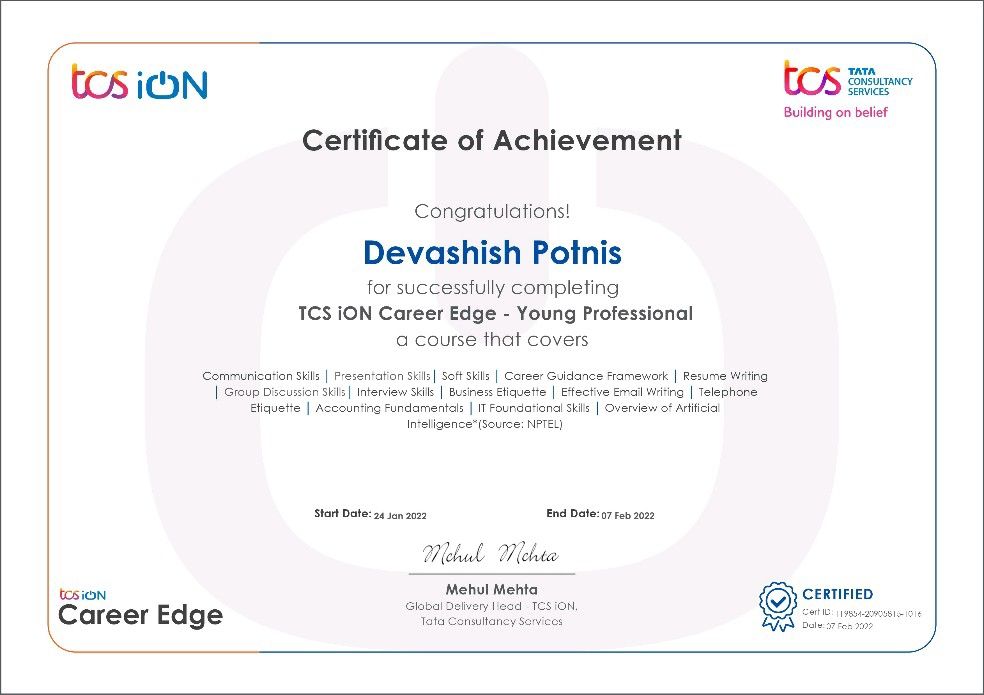 tcs iON
tcs TATA
CONSULTANCY
SERVICES
Building on belief
Certificate of Achievement
Congratulations!
Devashish Potnis
for successfully completing
TCS iON Career Edge - Young Professional
a course that covers
Communication Skills | Presentation Skills | Soft Skills | Career Guidance Framework | Resume Writing
| Group Discussion Skills | Interview Skills | Business Etiquette | Effective Email Writing | Telephone
Etiquette | Accounting Fundamentals | IT Foundational Skills | Overview of Artificial
Intelligence*(Source: NPTEL)
Start Date: 24 Jan 2022 End Date: 07 Feb 2022
Mehul Mehta
Mehul Mehta
Global Delivery Head - TCS iON,
Tata Consultancy Services
tcs iON
Career Edge
CERTIFIED
Cert ID: 119854-20905815-1016
Date: 07 Feb 2022